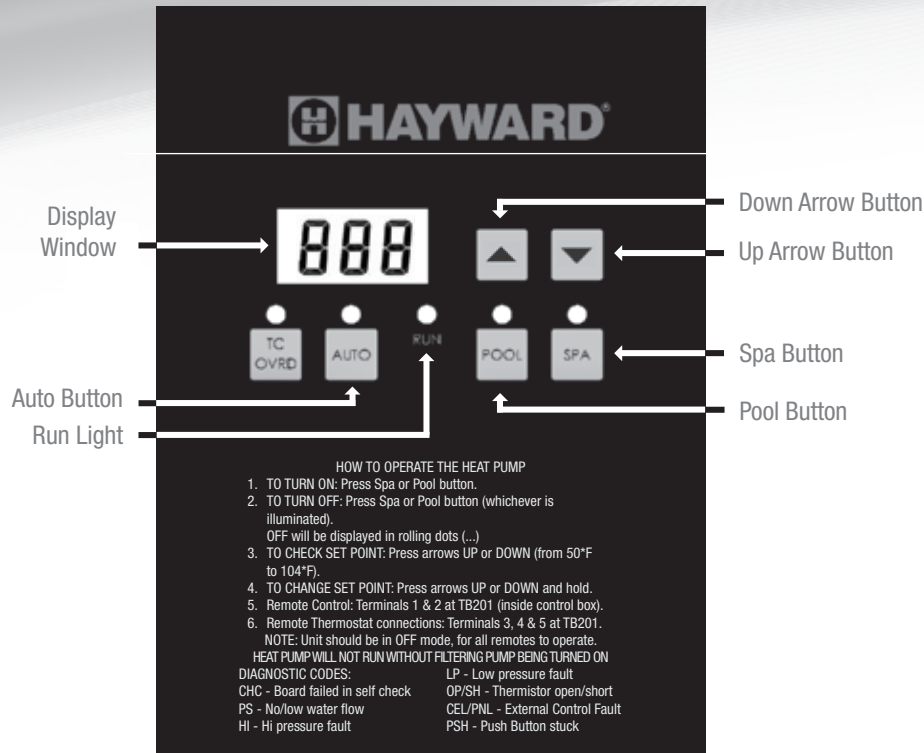 HAYWARD®
Display
Window
888
Down Arrow Button
Up Arrow Button
TC
OVRD
AUTO
RUN
POOL
SPA
Spa Button
Auto Button
Pool Button
Run Light
HOW TO OPERATE THE HEAT PUMP
1. TO TURN ON: Press Spa or Pool button.
2. TO TURN OFF: Press Spa or Pool button (whichever is
illuminated).
OFF will be displayed in rolling dots (...)
3. TO CHECK SET POINT: Press arrows UP or DOWN (from 50*F
to 104*F).
4. TO CHANGE SET POINT: Press arrows UP or DOWN and hold.
5. Remote Control: Terminals 1 & 2 at TB201 (inside control box).
6. Remote Thermostat connections: Terminals 3, 4 & 5 at TB201.
NOTE: Unit should be in OFF mode, for all remotes to operate.
HEAT PUMP WILL NOT RUN WITHOUT FILTERING PUMP BEING TURNED ON
DIAGNOSTIC CODES:
CHC - Board failed in self check
PS - No/low water flow
HI - Hi pressure fault
LP - Low pressure fault
OP/SH - Thermistor open/short
CEL/PNL - External Control Fault
PSH - Push Button stuck